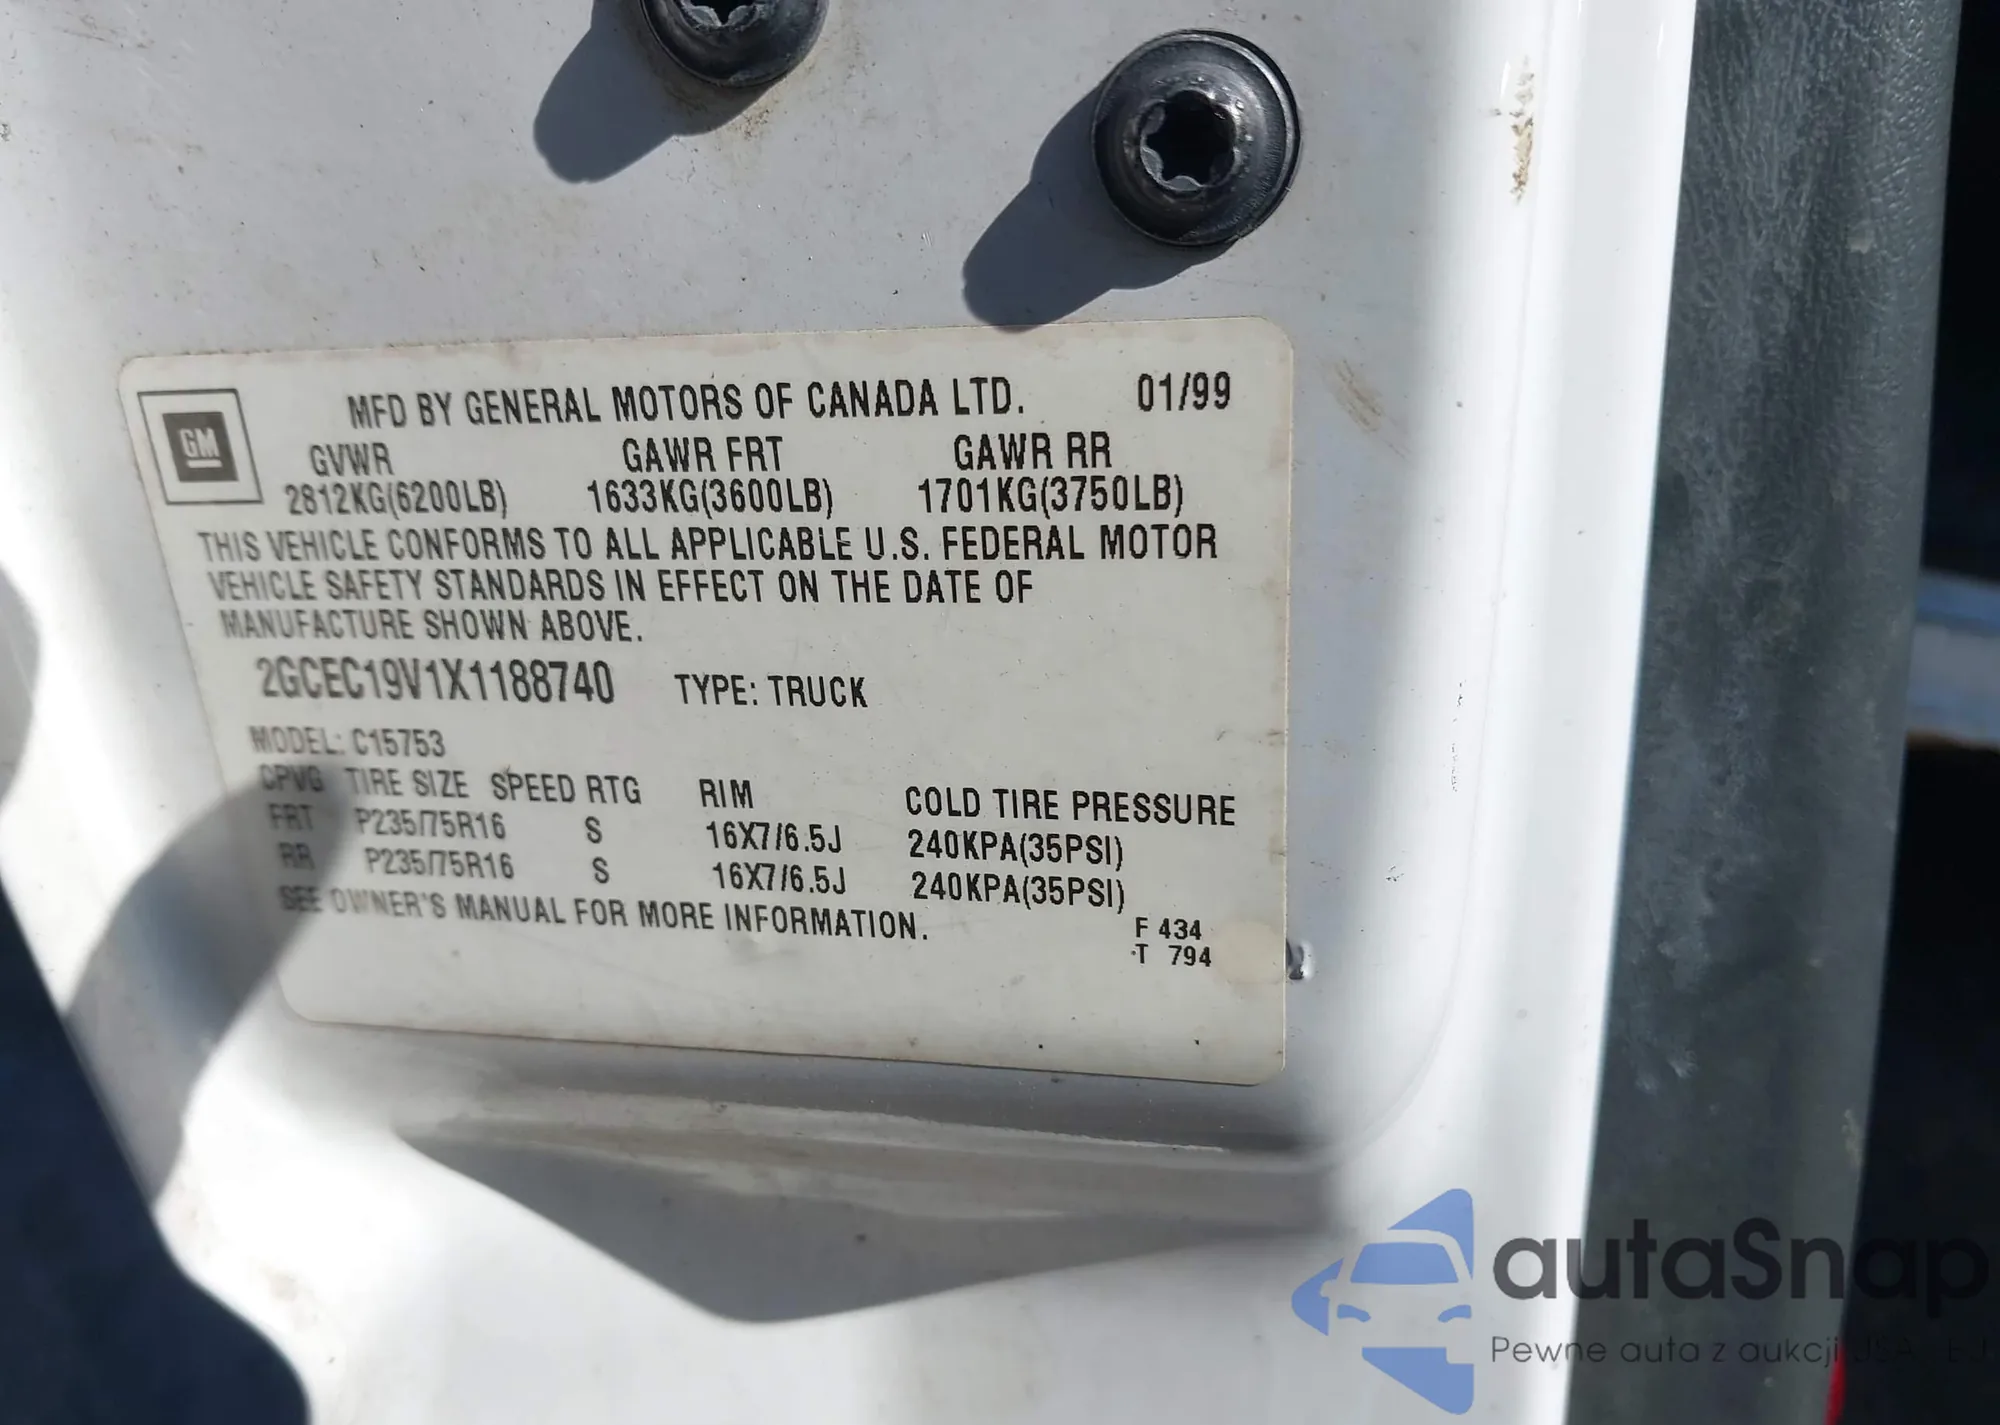 MFD BY GENERAL MOTORS OF CANADA LTD. 01/99
GM
GVWR GAWR FRT GAWR RR
2812KG(6200LB) 1633KG(3600LB) 1701KG(3750LB)
THIS VEHICLE CONFORMS TO ALL APPLICABLE U.S. FEDERAL MOTOR
VEHICLE SAFETY STANDARDS IN EFFECT ON THE DATE OF
MANUFACTURE SHOWN ABOVE.
2GCEC19V1X1188740 TYPE: TRUCK
MODEL: C15753
CPVG TIRE SIZE SPEED RTG RIM COLD TIRE PRESSURE
FRT P235/75R16 S 16X7/6.5J 240KPA(35PSI)
RR P235/75R16 S 16X7/6.5J 240KPA(35PSI)
SEE OWNER'S MANUAL FOR MORE INFORMATION.
F 434
T 794
autaSnap
Pewne auta z aukcji USA